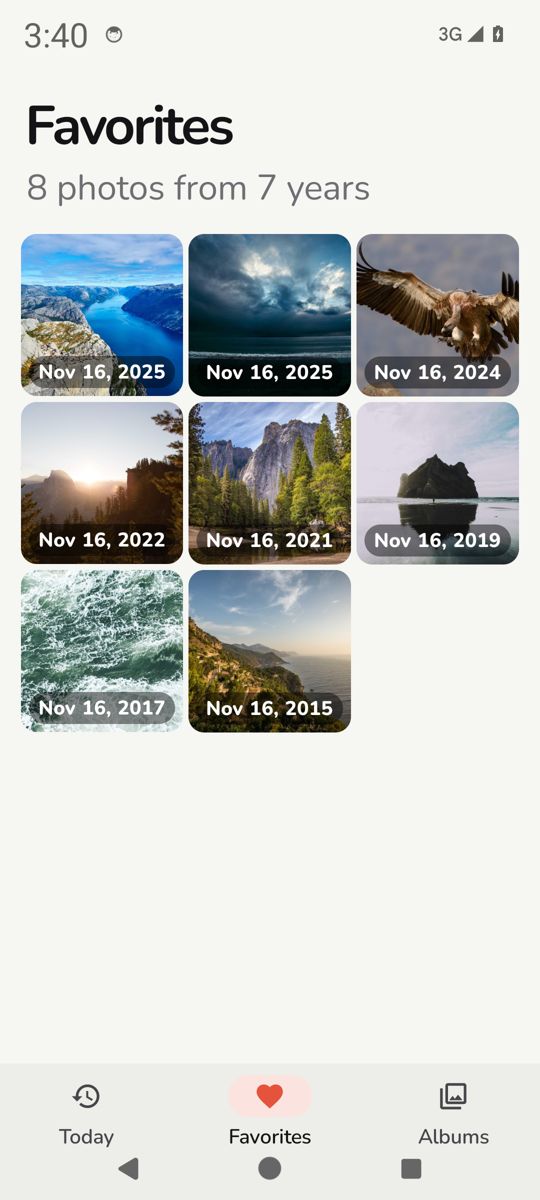 3:40
3G
Favorites
8 photos from 7 years
Nov 16, 2025
Nov 16, 2025
Nov 16, 2024
Nov 16, 2022
Nov 16, 2021
Nov 16, 2019
Nov 16, 2017
Nov 16, 2015
Today
Favorites
Albums